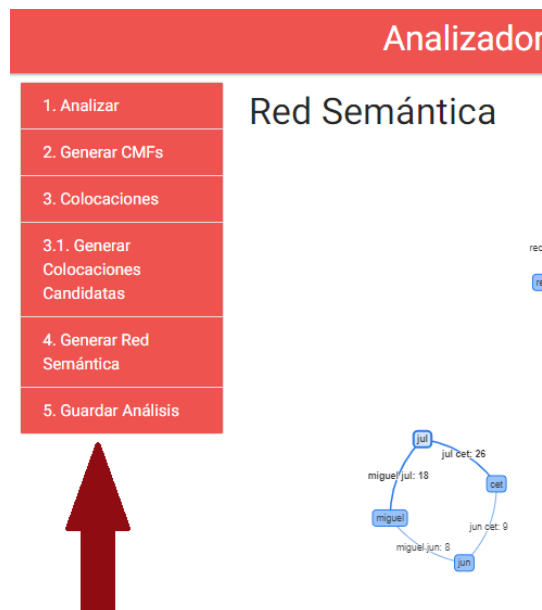 Analizador
1. Analizar
2. Generar CMFs
3. Colocaciones
3.1. Generar
Colocaciones
Candidatas
4. Generar Red
Semántica
5. Guardar Análisis
Red Semántica
rec
re
jul
jul cet: 26
miguel jul: 18
cet
miguel
jun cet: 9
miguel jun: 8
jun